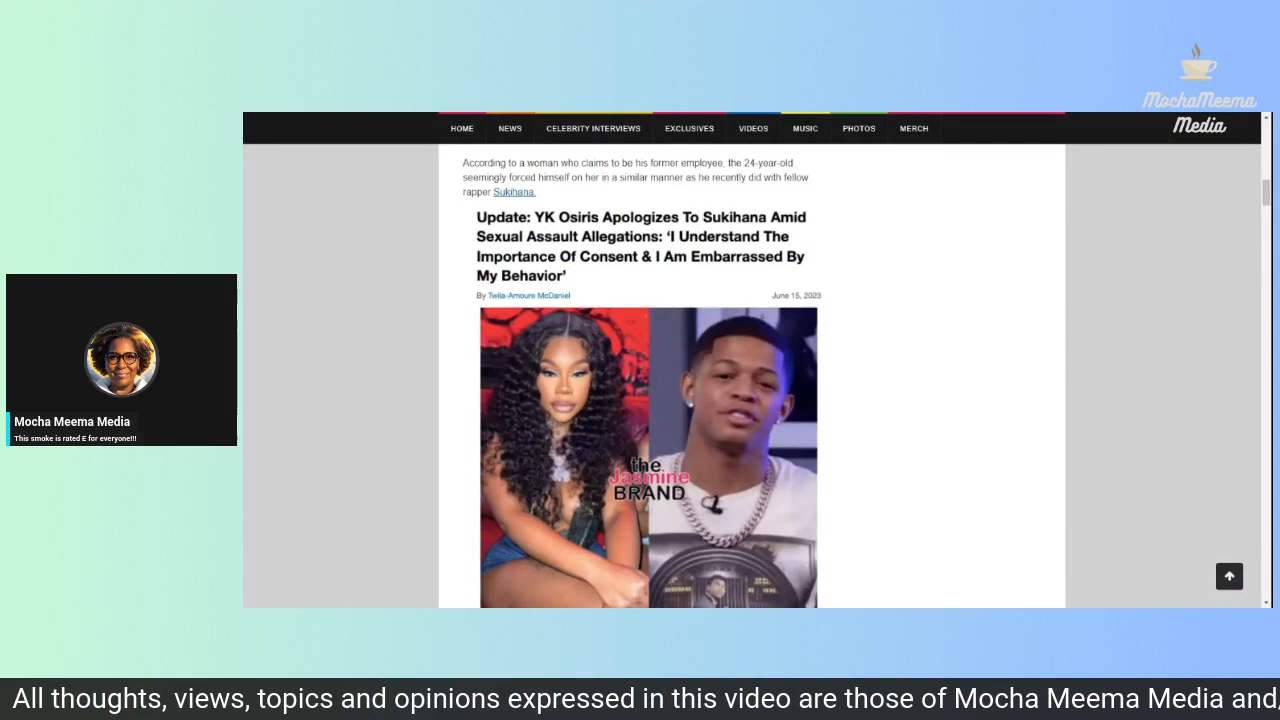 MochaMeema
Media
HOME NEWS CELEBRITY INTERVIEWS EXCLUSIVES VIDEOS MUSIC PHOTOS MERCH
According to a woman who claims to be his former employee, the 24-year-old
seemingly forced himself on her in a similar manner as he recently did with fellow
rapper Sukihana.
Update: YK Osiris Apologizes To Sukihana Amid
Sexual Assault Allegations: ‘I Understand The
Importance Of Consent & I Am Embarrassed By
My Behavior’
By Twila-Amoure McDaniel June 15, 2023
the
Jasmine
BRAND
Mocha Meema Media
This smoke is rated E for everyone!!!
All thoughts, views, topics and opinions expressed in this video are those of Mocha Meema Media and/